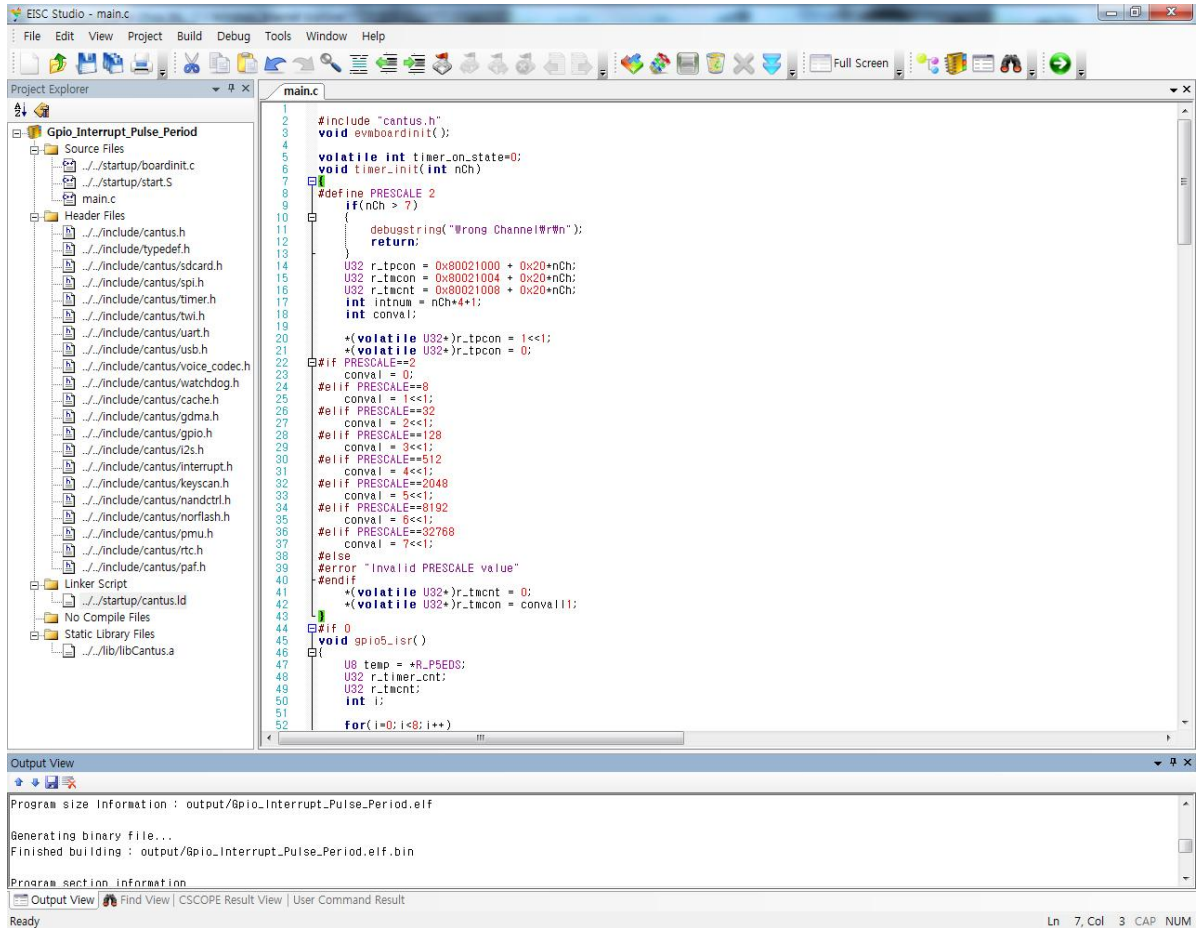 EISC Studio - main.c
File Edit View Project Build Debug Tools Window Help
Full Screen
Project Explorer
main.c
Gpio_Interrupt_Pulse_Period
Source Files
../../startup/boardinit.c
../../startup/start.S
main.c
Header Files
../../include/cantus.h
../../include/typedef.h
../../include/cantus/sdcard.h
../../include/cantus/spi.h
../../include/cantus/timer.h
../../include/cantus/twi.h
../../include/cantus/uart.h
../../include/cantus/usb.h
../../include/cantus/voice_codec.h
../../include/cantus/watchdog.h
../../include/cantus/cache.h
../../include/cantus/gdma.h
../../include/cantus/gpio.h
../../include/cantus/i2s.h
../../include/cantus/interrupt.h
../../include/cantus/keyscan.h
../../include/cantus/nandctrl.h
../../include/cantus/norflash.h
../../include/cantus/pmu.h
../../include/cantus/rtc.h
../../include/cantus/paf.h
Linker Script
../../startup/cantus.ld
No Compile Files
Static Library Files
../../lib/libCantus.a
1
2 #include "cantus.h"
3 void evmboardinit();
4
5 volatile int timer_on_state=0;
6 void timer_init(int nCh)
7 {
8 #define PRESCALE 2
9 if(nCh > 7)
10 {
11 debugstring("Wrong Channel₩r₩n");
12 return;
13 }
14 U32 r_tpcon = 0x80021000 + 0x20*nCh;
15 U32 r_tmcon = 0x80021004 + 0x20*nCh;
16 U32 r_tmcnt = 0x80021008 + 0x20*nCh;
17 int intnum = nCh*4+1;
18 int conval;
19
20 *(volatile U32*)r_tpcon = 1<<1;
21 *(volatile U32*)r_tpcon = 0;
22 #if PRESCALE==2
23 conval = 0;
24 #elif PRESCALE==8
25 conval = 1<<1;
26 #elif PRESCALE==32
27 conval = 2<<1;
28 #elif PRESCALE==128
29 conval = 3<<1;
30 #elif PRESCALE==512
31 conval = 4<<1;
32 #elif PRESCALE==2048
33 conval = 5<<1;
34 #elif PRESCALE==8192
35 conval = 6<<1;
36 #elif PRESCALE==32768
37 conval = 7<<1;
38 #else
39 #error "Invalid PRESCALE value"
40 #endif
41 *(volatile U32*)r_tmcnt = 0;
42 *(volatile U32*)r_tmcon = conval|1;
43 }
44 #if 0
45 void gpio5_isr()
46 {
47 U8 temp = *R_P5EDS;
48 U32 r_timer_cnt;
49 U32 r_tmcnt;
50 int i;
51
52 for(i=0;i<8;i++)
Output View
Program size Information : output/Gpio_Interrupt_Pulse_Period.elf
Generating binary file...
Finished building : output/Gpio_Interrupt_Pulse_Period.elf.bin
Program section information
Output View Find View CSCOPE Result View User Command Result
Ready Ln 7, Col 3 CAP NUM